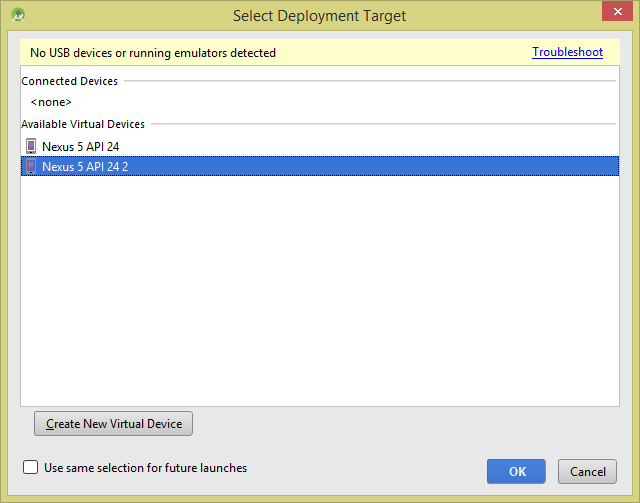 Select Deployment Target
No USB devices or running emulators detected Troubleshoot
Connected Devices
<none>
Available Virtual Devices
Nexus 5 API 24
Nexus 5 API 24 2
Create New Virtual Device
Use same selection for future launches OK Cancel